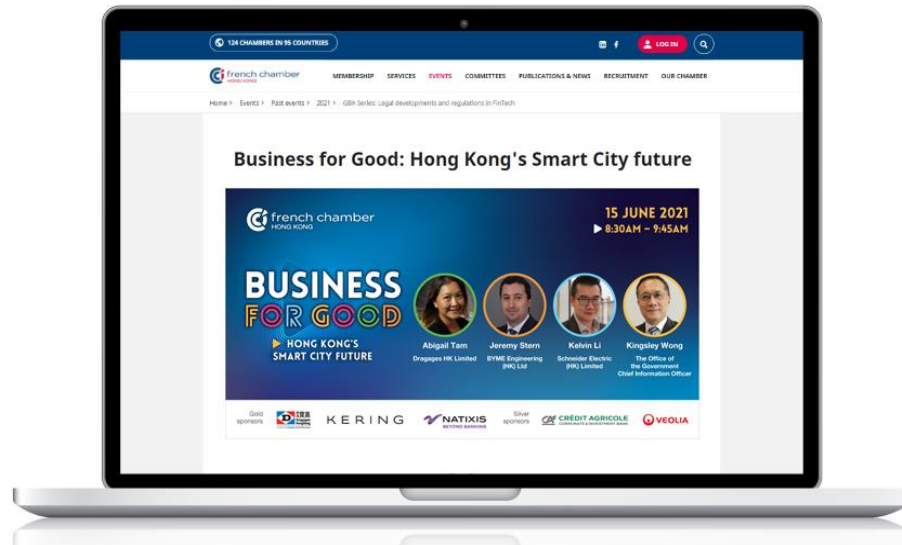 124 CHAMBERS IN 95 COUNTRIES
LOG IN
french chamber
HONG KONG
MEMBERSHIP SERVICES EVENTS COMMITTEES PUBLICATIONS & NEWS RECRUITMENT OUR CHAMBER
Home > Events > Past events > 2021 > GBA Series: Legal developments and regulations in FinTech
Business for Good: Hong Kong's Smart City future
CCi french chamber
HONG KONG
15 JUNE 2021
8:30AM – 9:45AM
BUSINESS
FOR GOOD
HONG KONG'S
SMART CITY FUTURE
Abigail Tam
Dragages HK Limited
Jeremy Stern
BYME Engineering
(HK) Ltd
Kelvin Li
Schneider Electric
(HK) Limited
Kingsley Wong
The Office of
the Government
Chief Information Officer
Gold
sponsors
KERING
NATIXIS
BEYOND BANKING
Silver
sponsors
CRÉDIT AGRICOLE
CORPORATE & INVESTMENT BANK
VEOLIA